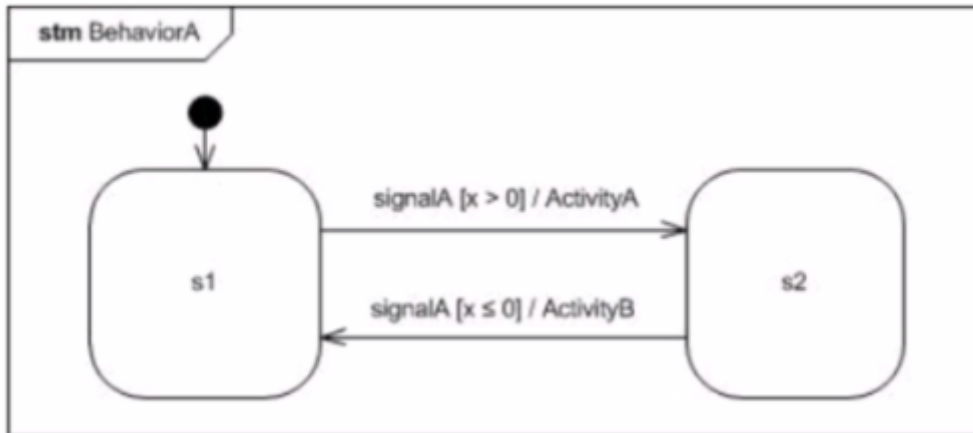 stm BehaviorA
signalA [x > 0] / ActivityA
s1
s2
signalA [x ≤ 0] / ActivityB